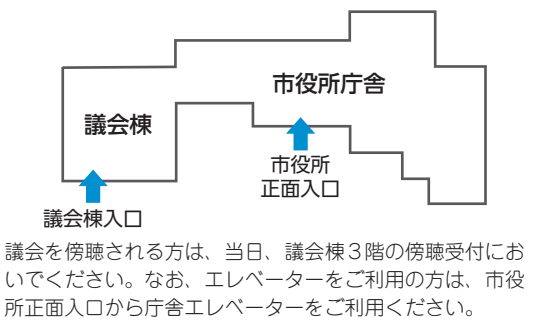 市役所庁舎
議会棟
市役所
正面入口
議会棟入口
議会を傍聴される方は、当日、議会棟３階の傍聴受付にお
いでください。なお、エレベーターをご利用の方は、市役
所正面入口から庁舎エレベーターをご利用ください。